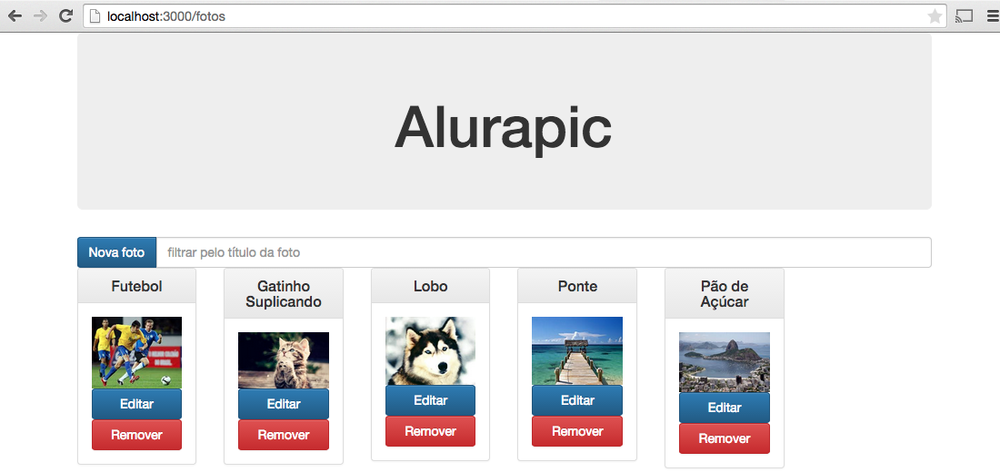 localhost:3000/fotos
Alurapic
Nova foto filtrar pelo título da foto
Futebol
Gatinho
Suplicando
Lobo
Ponte
Pão de
Açúcar
Editar
Editar
Editar
Editar
Editar
Remover
Remover
Remover
Remover
Remover